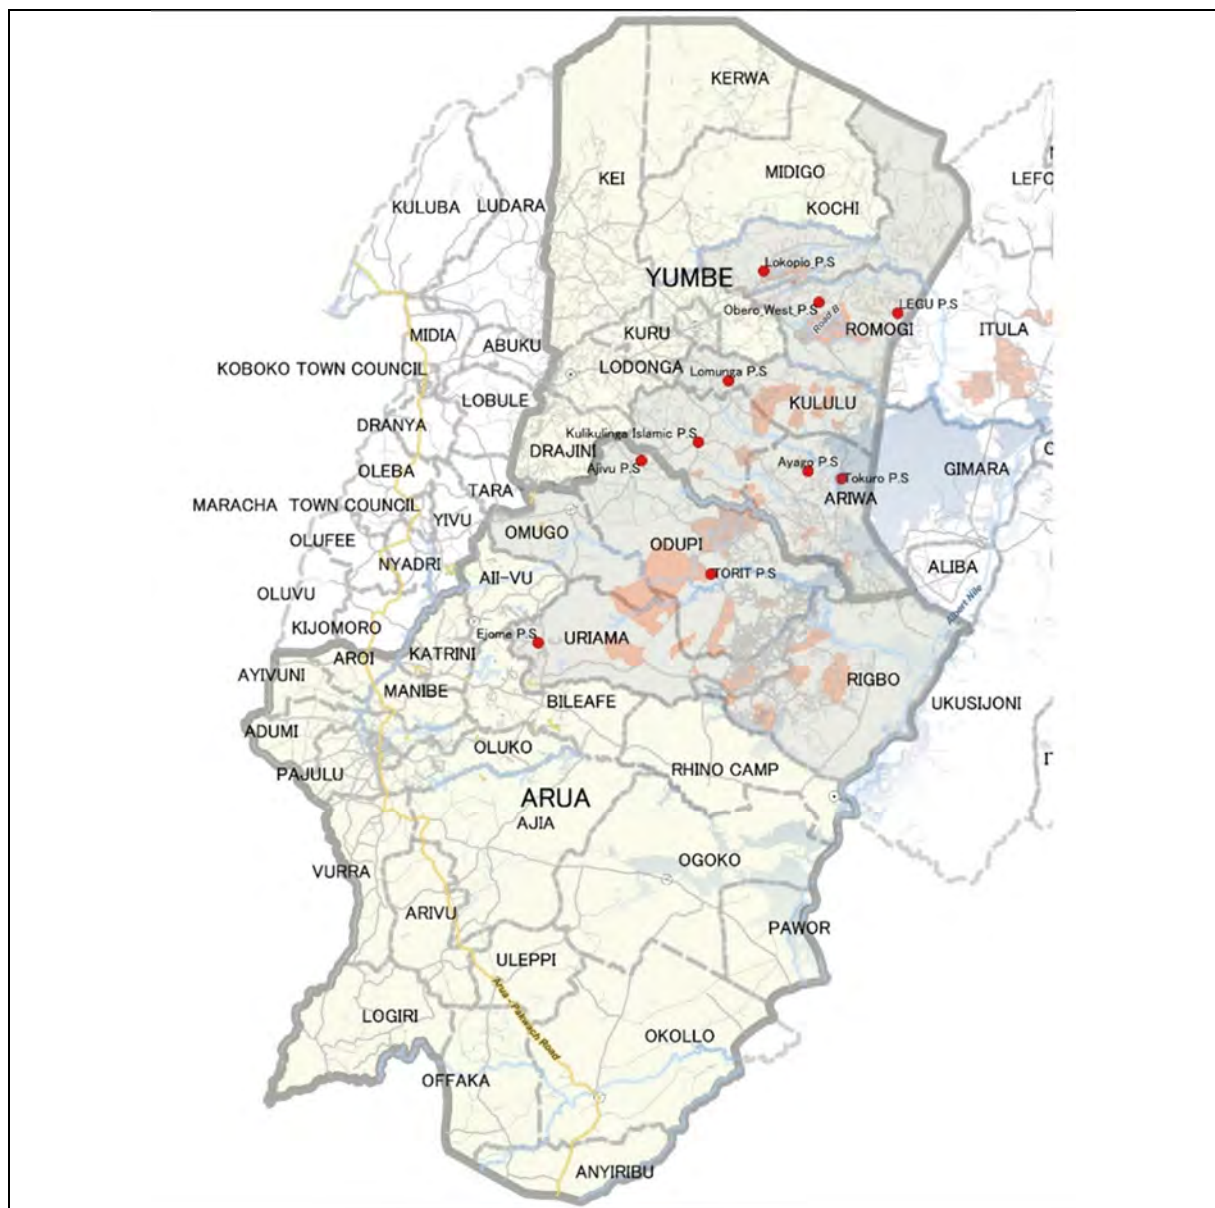 KERWA
KEI
MIDIGO
KOCHI
LEFO
KULUBA
LUDARA
Lokopio P.S
YUMBE
Obero West P.S
Road B
LEGU P.S
ROMOGI
ITULA
MIDIA
KURU
ABUKU
KOBOKO TOWN COUNCIL
LODONGA
Lomunga P.S
LOBULE
KULULU
DRANYA
Kulikulinga Islamic P.S
DRAJINI
Ajivu P.S
Ayago P.S
OLEBA
GIMARA
Tokuro P.S
TARA
ARIWA
MARACHA TOWN COUNCIL
YIVU
OMUGO
OLUFEE
ODUPI
NYADRI
ALIBA
AII-VU
TORIT P.S
OLUVU
Albert Nile
KIJOMORO
Ejome P.S
URIAMA
KATRINI
AROI
AYIVUNI
RIGBO
MANIBE
BILEAFE
UKUSIJONI
ADUMI
OLUKO
PAJULU
RHINO CAMP
ARUA
AJIA
OGOKO
VURRA
ARIVU
PAWOR
ULEPPI
Arua - Pakwach Road
LOGIRI
OKOLLO
OFFAKA
ANYIRIBU